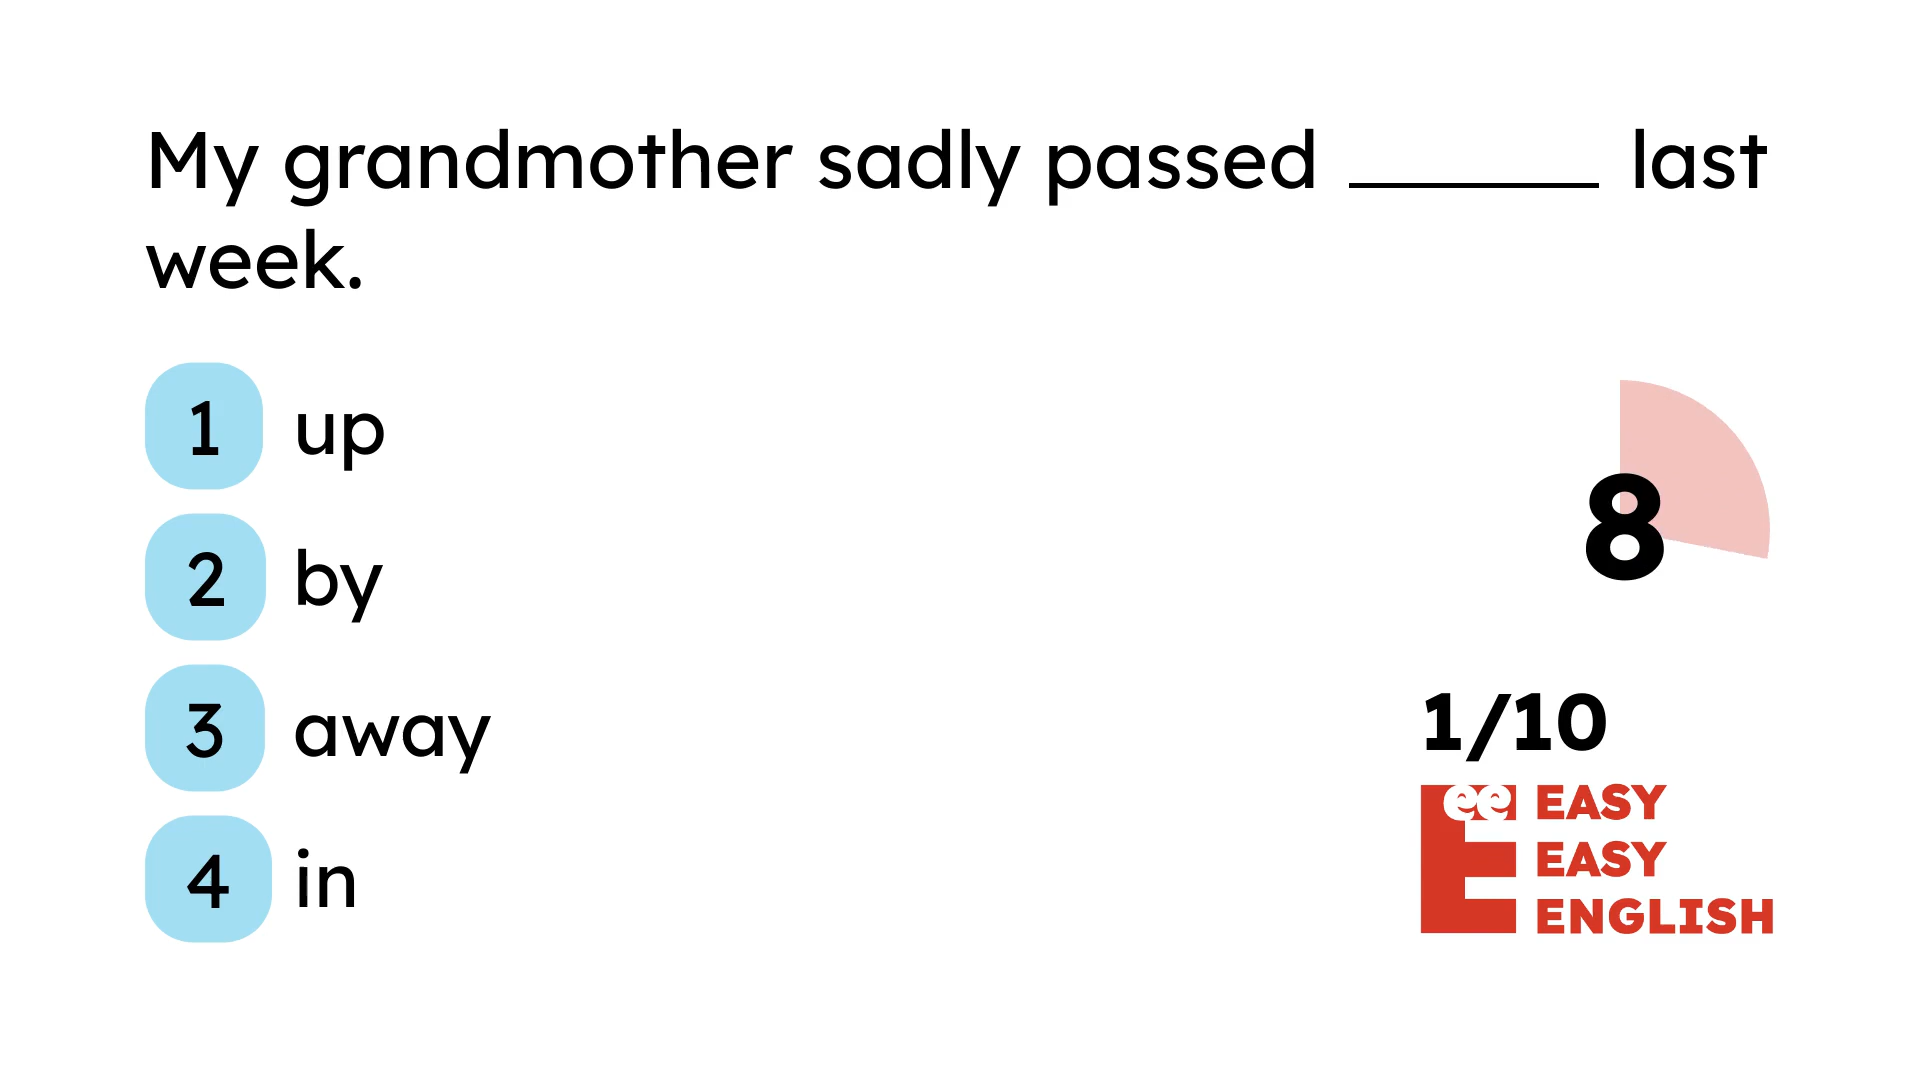 My grandmother sadly passed ______ last
week.
1 up
2 by
3 away
4 in
8
1/10
ee EASY
EASY
ENGLISH